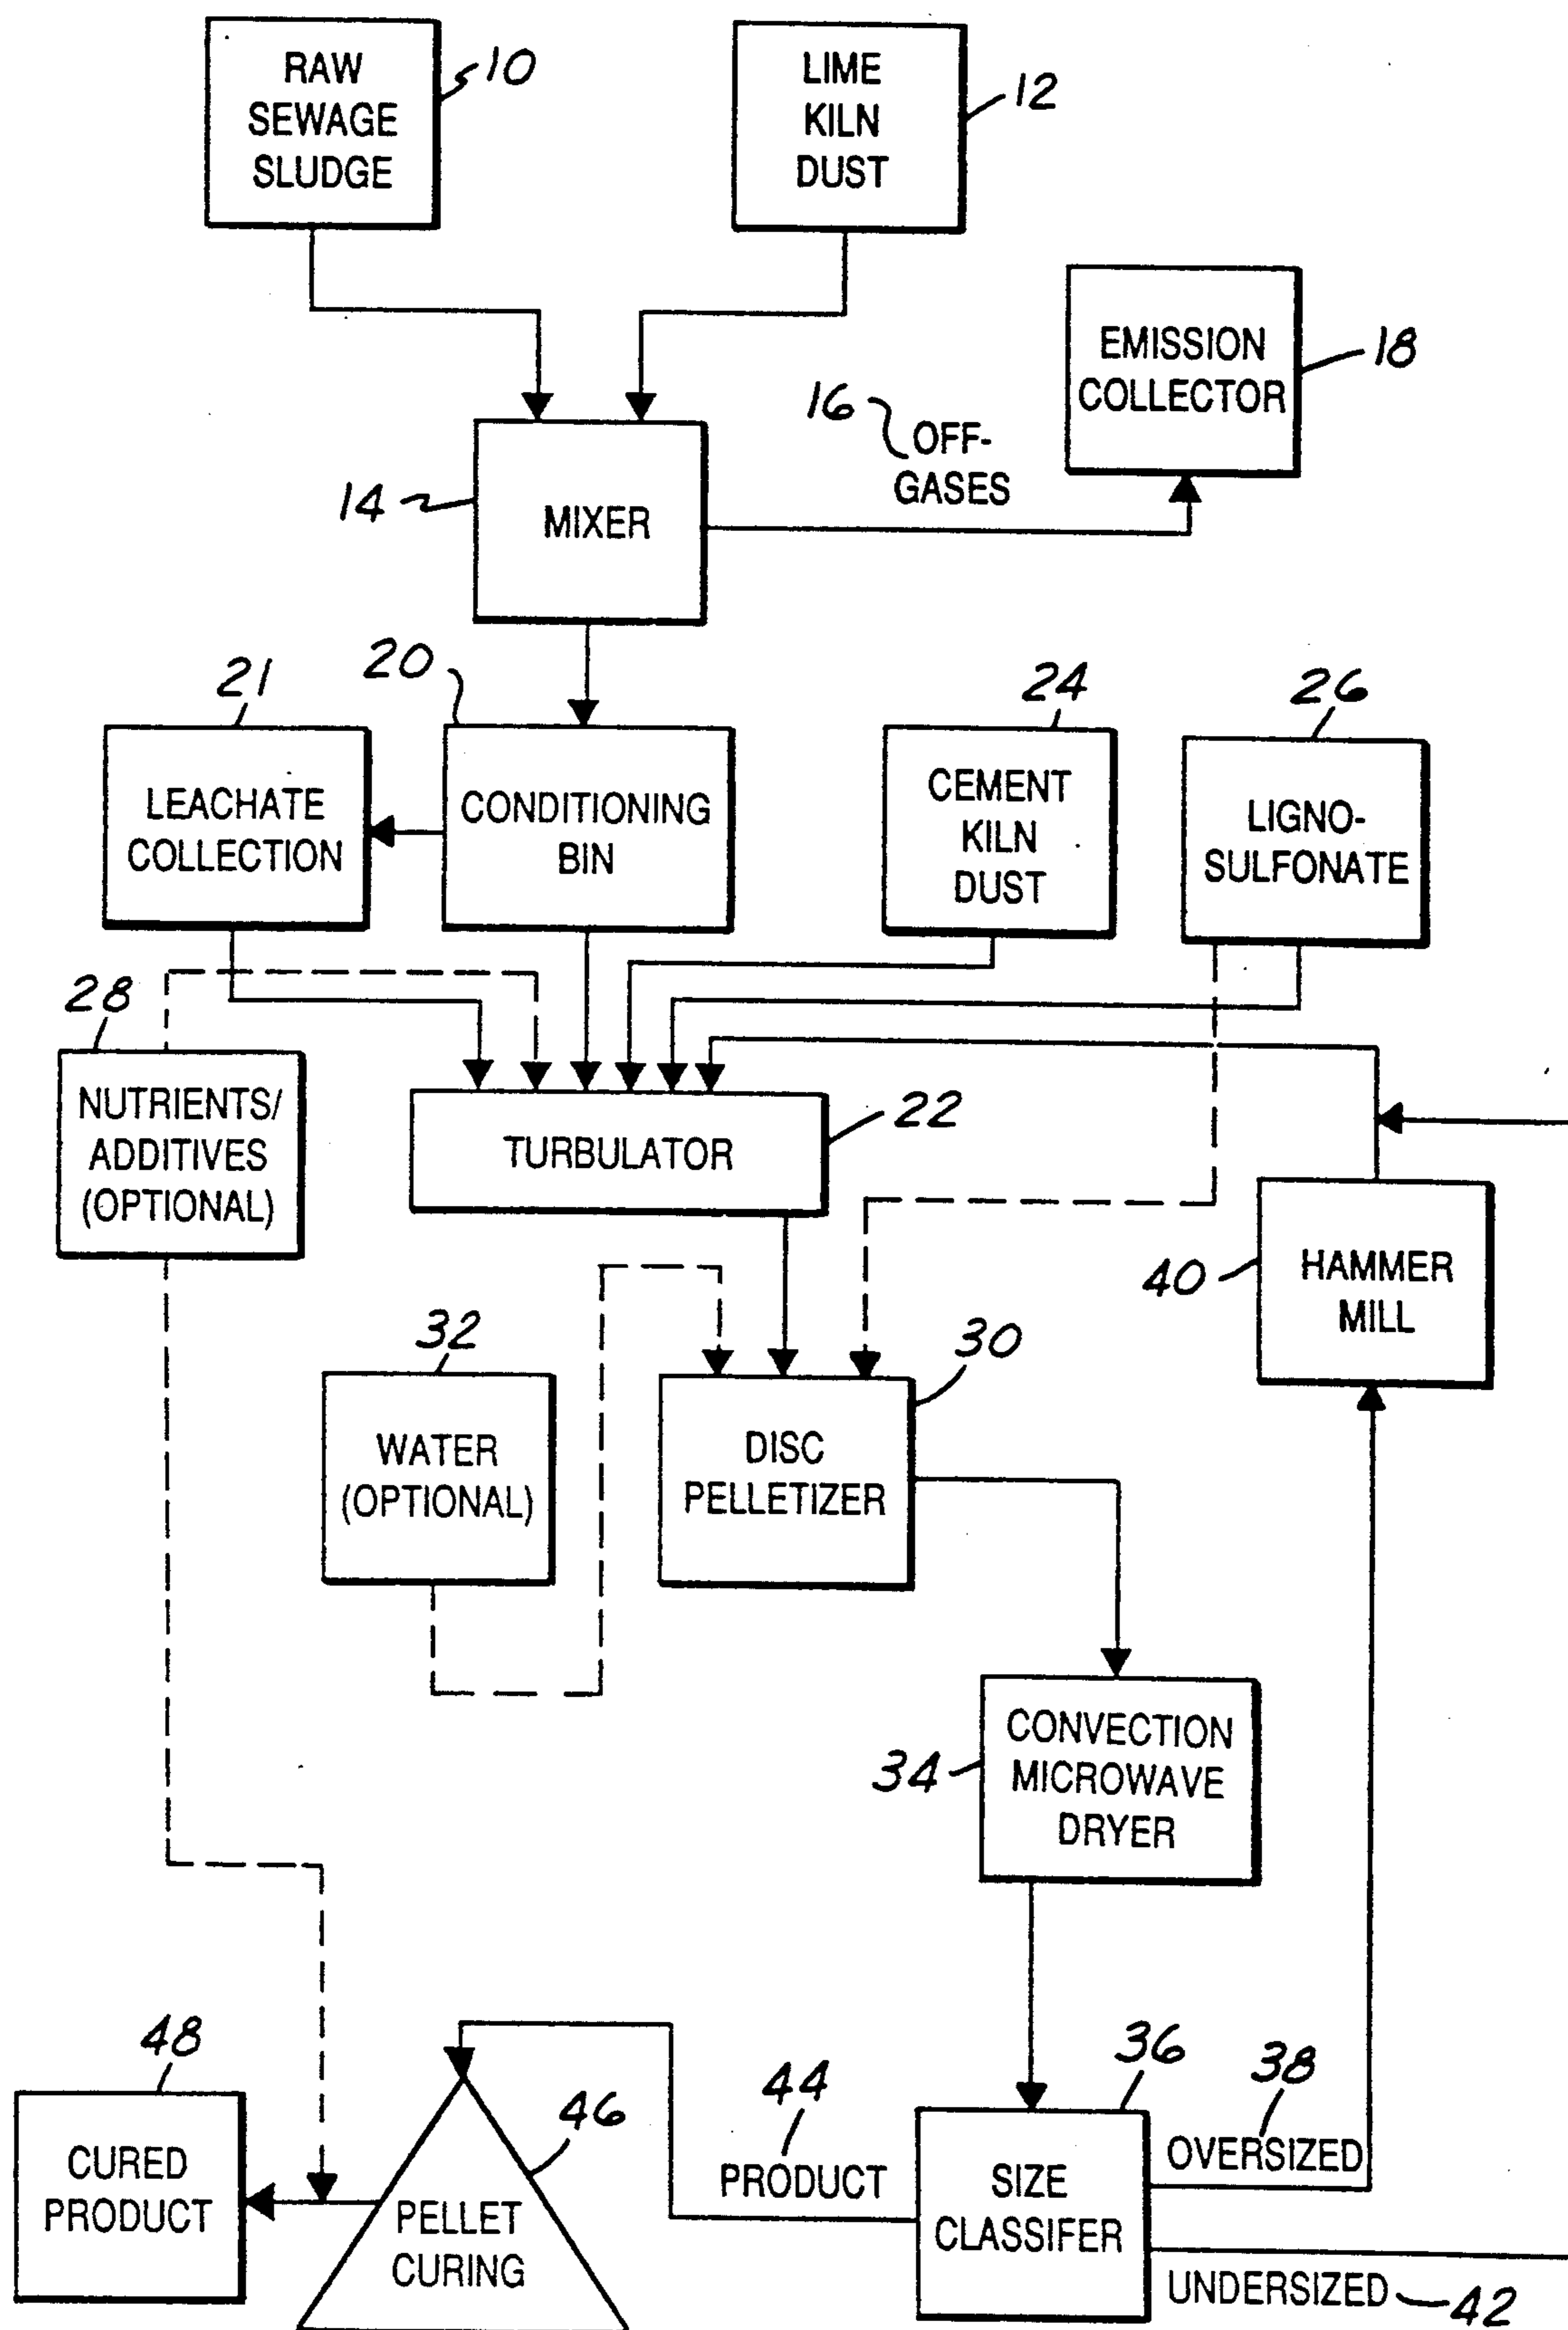 RAW
SEWAGE
SLUDGE
10
LIME
KILN
DUST
12
EMISSION
COLLECTOR
18
16
OFF-
GASES
14
MIXER
21
20
24
26
LEACHATE
COLLECTION
CONDITIONING
BIN
CEMENT
KILN
DUST
LIGNO-
SULFONATE
28
NUTRIENTS/
ADDITIVES
(OPTIONAL)
TURBULATOR
22
40
HAMMER
MILL
32
WATER
(OPTIONAL)
30
DISC
PELLETIZER
34
CONVECTION
MICROWAVE
DRYER
48
CURED
PRODUCT
46
PELLET
CURING
44
PRODUCT
36
SIZE
CLASSIFER
38
OVERSIZED
UNDERSIZED
42